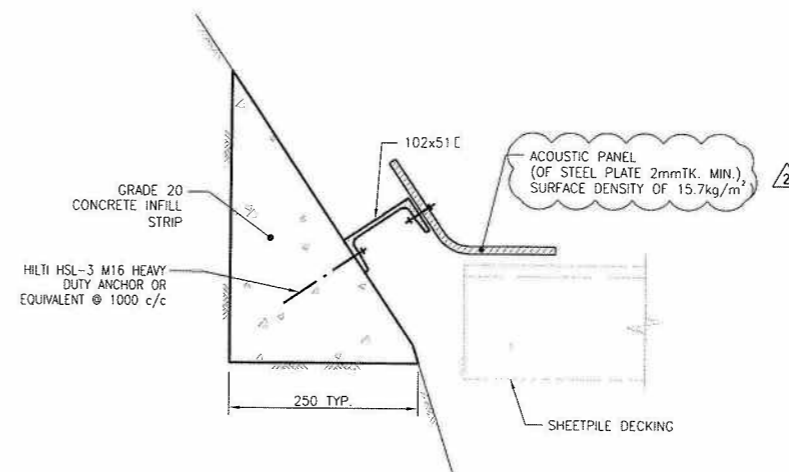 102x51[
ACOUSTIC PANEL
(OF STEEL PLATE 2mmTK. MIN.)
SURFACE DENSITY OF 15.7kg/m²
2
GRADE 20
CONCRETE INFILL
STRIP
HILTI HSL-3 M16 HEAVY
DUTY ANCHOR OR
EQUIVALENT @ 1000 c/c
250 TYP.
SHEETPILE DECKING